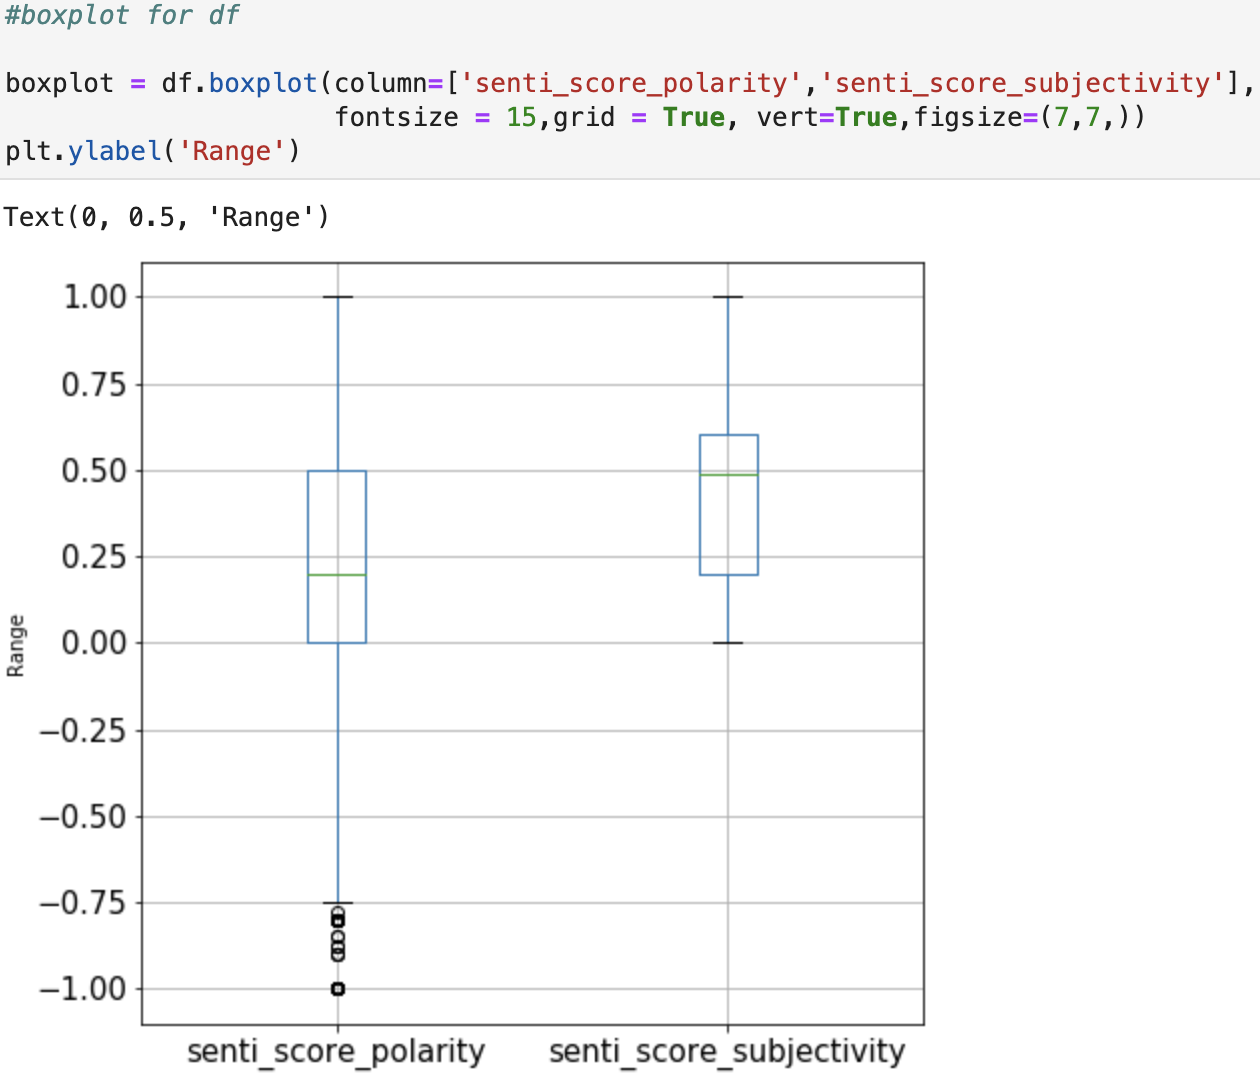 #boxplot for df
boxplot = df.boxplot(column=['senti_score_polarity','senti_score_subjectivity'],
fontsize = 15,grid = True, vert=True,figsize=(7,7,))
plt.ylabel('Range')
Text(0, 0.5, 'Range')
1.00
0.75
0.50
0.25
0.00
−0.25
−0.50
−0.75
−1.00
Range
senti_score_polarity
senti_score_subjectivity